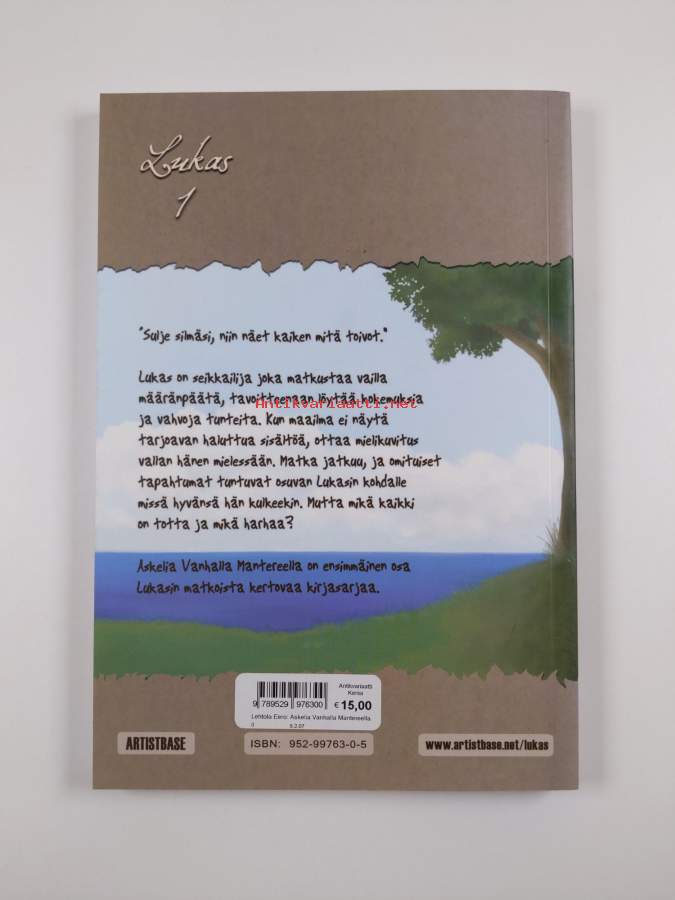 Lukas
1
"Sulje silmäsi, niin näet kaiken mitä toivot."
Lukas on seikkailija joka matkustaa vailla
määränpäätä, tavoitteenaan löytää kokemuksia
Antikvariaatti.net
ja vahvoja tunteita. Kun maailma ei näytä
tarjoavan haluttua sisältöä, ottaa mielikuvitus
vallan hänen mielessään. Matka jatkuu, ja omituiset
tapahtumat tuntuvat osuvan Lukasin kohdalle
missä hyvänsä hän kulkeekin. Mutta mikä kaikki
on totta ja mikä harhaa?
Askelia Vanhalla Mantereella on ensimmäinen osa
Lukasin matkoista kertovaa kirjasarjaa.
Antikvariaatti
Kenia
9 789529 976300
€ 15,00
Lehtola Eero: Askelia Vanhalla Mantereella
ARTISTBASE
ISBN: 952-99763-0-5
www.artistbase.net/lukas